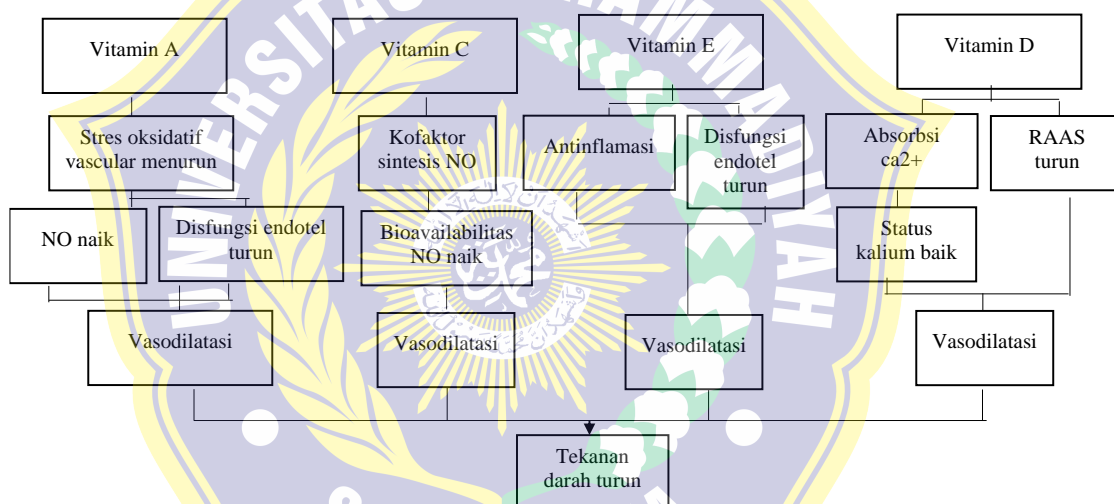 Vitamin A
Vitamin C
Vitamin E
Vitamin D
Stres oksidatif
vascular menurun
Kofaktor
sintesis NO
Antinflamasi
Disfungsi
endotel
turun
Absorbsi
ca2+
RAAS
turun
NO naik
Disfungsi endotel
turun
Bioavailabilitas
NO naik
Status
kalium baik
Vasodilatasi
Vasodilatasi
Vasodilatasi
Vasodilatasi
Tekanan
darah turun